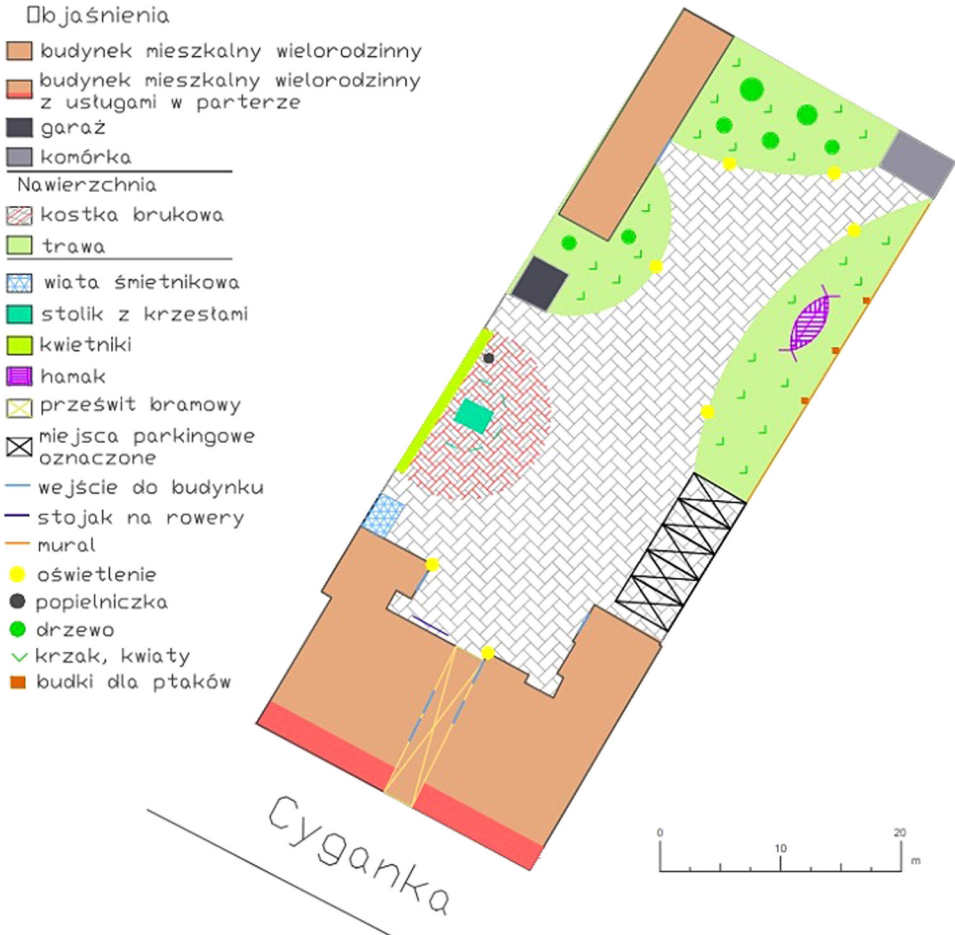 Objaśnienia
budynek mieszkalny wielorodzinny
budynek mieszkalny wielorodzinny
z usługami w parterze
garaż
komórka
Nawierzchnia
kostka brukowa
trawa
wiata śmietnikowa
stolik z krzesłami
kwietniki
hamak
prześwit bramowy
miejsca parkingowe
oznaczone
wejście do budynku
stojak na rowery
mural
oświetlenie
popielniczka
drzewo
krzak, kwiaty
budki dla ptaków
Cyganka
0 20
10 m